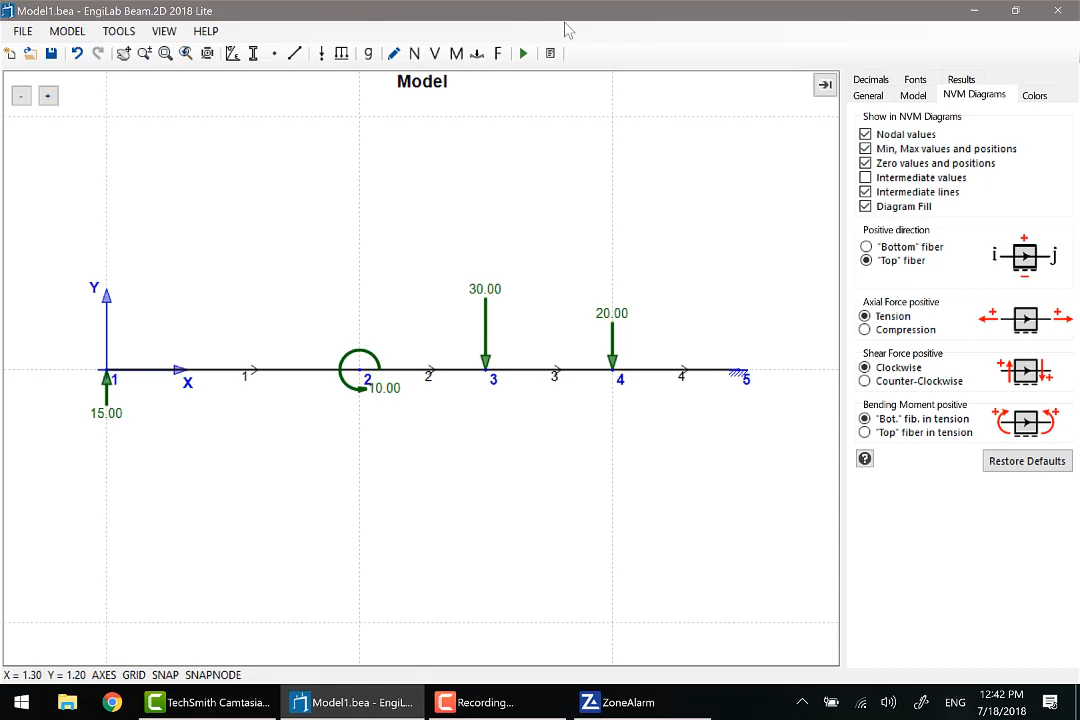 Model1.bea - EngiLab Beam.2D 2018 Lite
FILE MODEL TOOLS VIEW HELP
g N V M F
Model
- +
Y
X
1 1 2 2 3 3 4 4 5
15.00
10.00
30.00
20.00
Decimals Fonts Results
General Model NVM Diagrams Colors
Show in NVM Diagrams
Nodal values
Min, Max values and positions
Zero values and positions
Intermediate values
Intermediate lines
Diagram Fill
Positive direction
"Bottom" fiber
"Top" fiber
i + j
−
Axial Force positive
Tension
Compression
+ +
Shear Force positive
Clockwise
Counter-Clockwise
+ +
Bending Moment positive
"Bot." fib. in tension
"Top" fiber in tension
+ +
? Restore Defaults
X = 1.30 Y = 1.20 AXES GRID SNAP SNAPNODE
TechSmith Camtasia... Model1.bea - EngiL... Recording... ZoneAlarm ENG 12:42 PM
7/18/2018